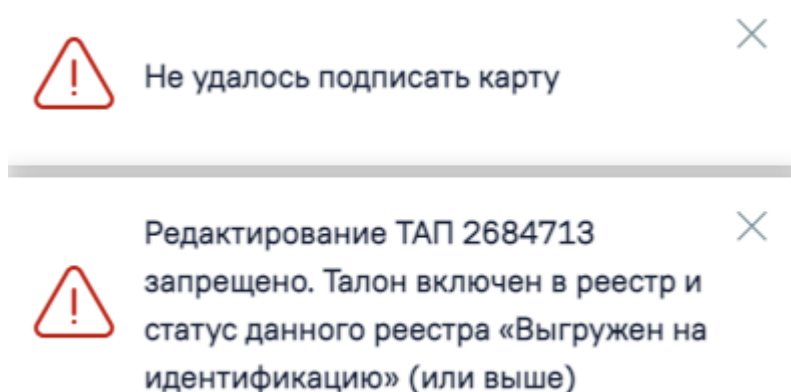 Не удалось подписать карту
Редактирование ТАП 2684713
запрещено. Талон включен в реестр и
статус данного реестра «Выгружен на
идентификацию» (или выше)